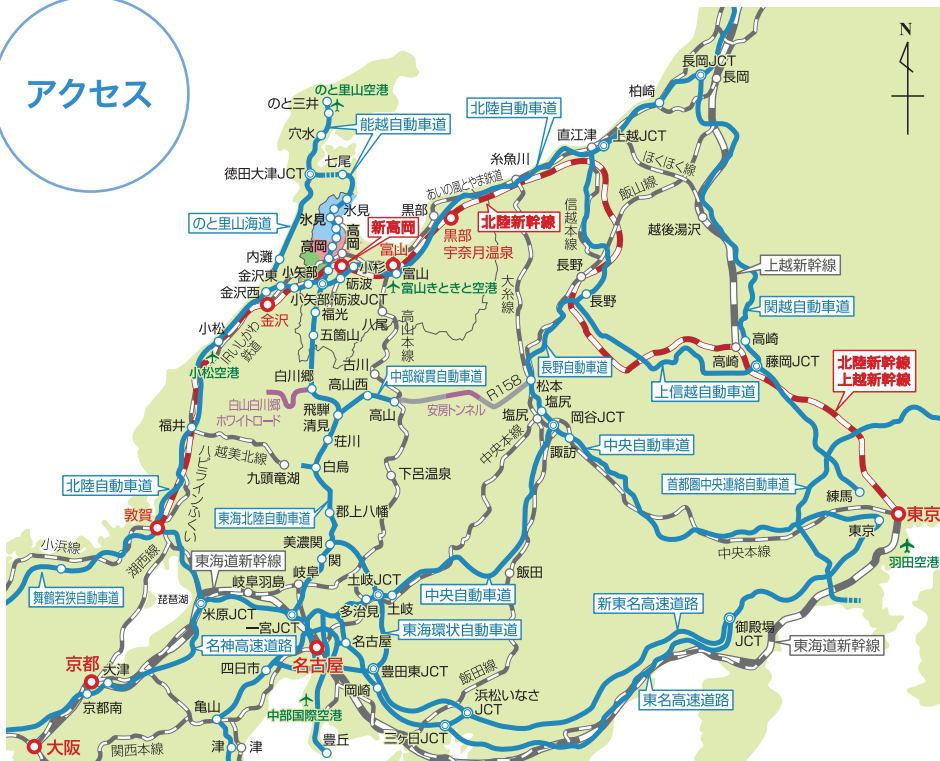 アクセス
N
のと里山空港
のと三井
能越自動車道
穴水
徳田大津JCT
七尾
のと里山海道
氷見
氷見
高岡
高岡
新高岡
内灘
金沢東
小矢部
金沢西
小杉
富山
富山
砺波
富山きときと空港
小矢部・砺波JCT
金沢
福光
小松
IRいしかわ
鉄道
小松空港
五箇山
八尾
高山本線
古川
白川郷
高山西
中部縦貫自動車道
白山白川郷
ホワイトロード
飛騨
清見
高山
安房トンネル
R158
荘川
福井
越美北線
九頭竜湖
白鳥
下呂温泉
ハピラインふくい
北陸自動車道
敦賀
東海北陸自動車道
郡上八幡
美濃関
関
小浜線
湖西線
舞鶴若狭自動車道
東海道新幹線
岐阜羽島
岐阜
土岐JCT
琵琶湖
米原JCT
一宮JCT
多治見
土岐
中央自動車道
飯田
名神高速道路
東海環状自動車道
名古屋
名古屋
京都
大津
京都南
四日市
豊田東JCT
岡崎
飯田線
亀山
中部国際空港
浜松いなさ
JCT
大阪
関西本線
津
津
豊丘
三ヶ日JCT
北陸自動車道
長岡JCT
長岡
柏崎
直江津
上越JCT
糸魚川
ほくほく線
あいの風とやま鉄道
飯山線
黒部
北陸新幹線
黒部
宇奈月温泉
信越本線
越後湯沢
長野
上越新幹線
大糸線
長野
関越自動車道
高崎
高崎
藤岡JCT
長野自動車道
上信越自動車道
北陸新幹線
上越新幹線
松本
塩尻
塩尻
岡谷JCT
中央本線
諏訪
中央自動車道
首都圏中央連絡自動車道
練馬
東京
東京
中央本線
羽田空港
新東名高速道路
御殿場
JCT
東海道新幹線
東名高速道路